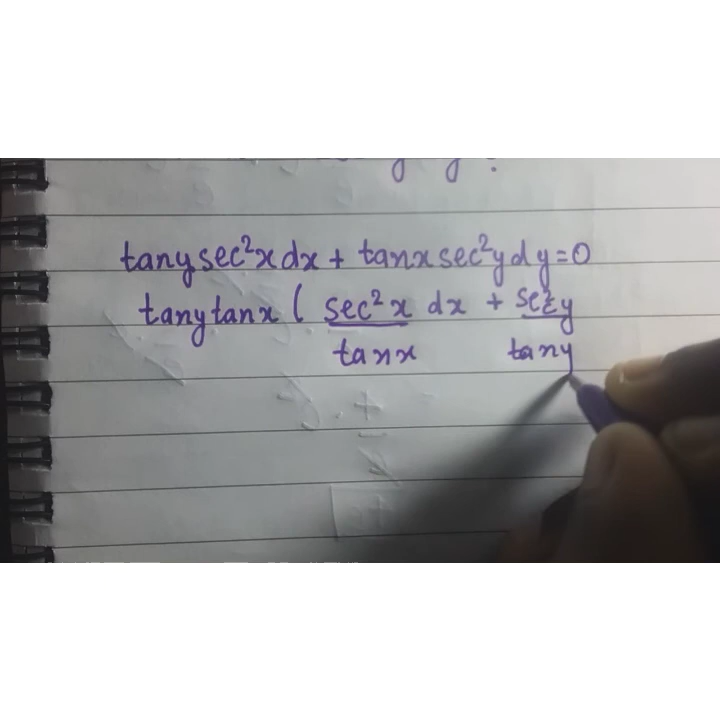 tany sec²x dx + tanx sec²y dy = 0
tany tanx ( sec²x dx + sec²y
tanx tany